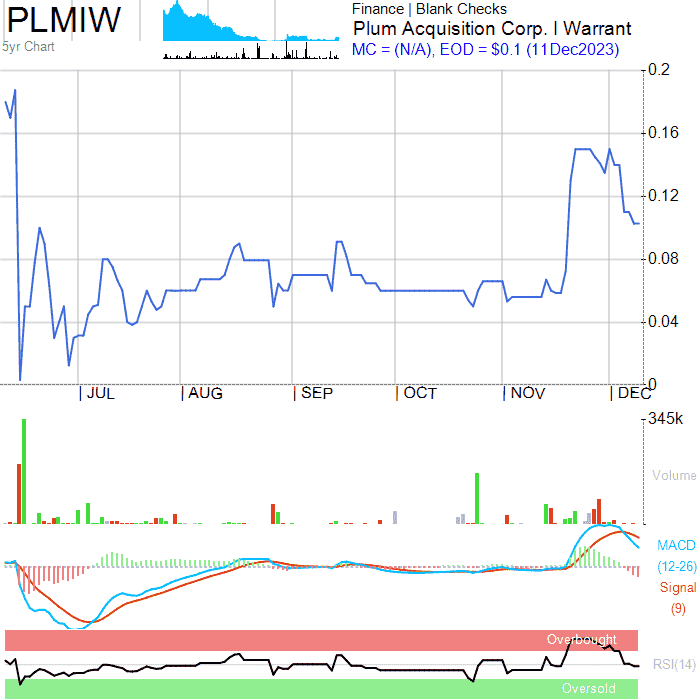 PLMIW
5yr Chart
Finance | Blank Checks
Plum Acquisition Corp. I Warrant
MC = (N/A), EOD = $0.1 (11Dec2023)
0.2
0.16
0.12
0.08
0.04
0
| JUL | AUG | SEP | OCT | NOV | DEC
345k
Volume
MACD
(12-26)
Signal
(9)
Overbought
RSI(14)
Oversold